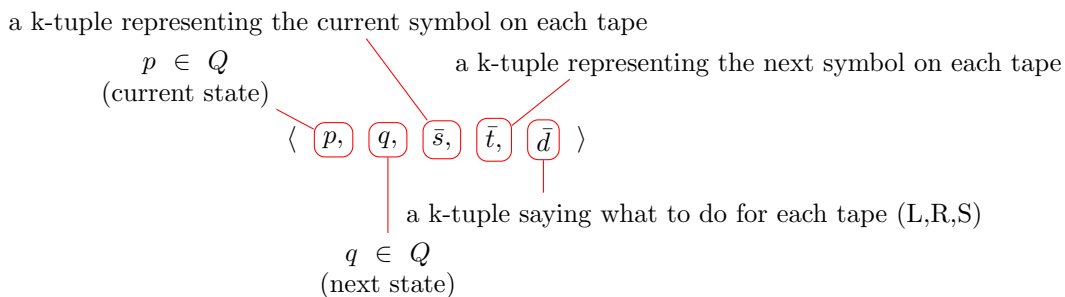 a k-tuple representing the current symbol on each tape
p ∈ Q
(current state)
a k-tuple representing the next symbol on each tape
⟨ p, q, s̄, t̄, d̄ ⟩
a k-tuple saying what to do for each tape (L,R,S)
q ∈ Q
(next state)